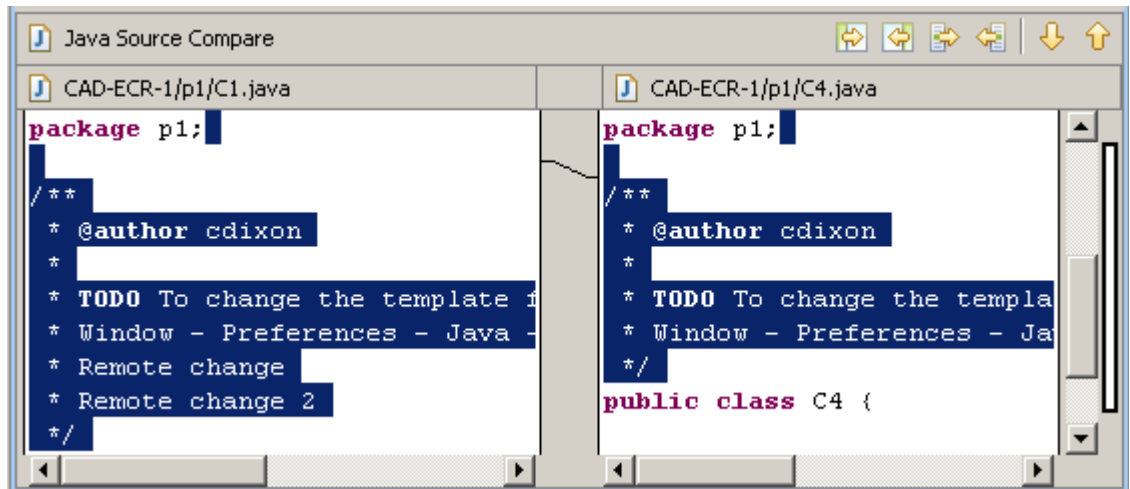 Java Source Compare
CAD-ECR-1/p1/C1.java
CAD-ECR-1/p1/C4.java
package p1;
/**
* @author cdixon
*
* TODO To change the template f
* Window - Preferences - Java -
* Remote change
* Remote change 2
*/
package p1;
/**
* @author cdixon
*
* TODO To change the templa
* Window - Preferences - Ja
*/
public class C4 {